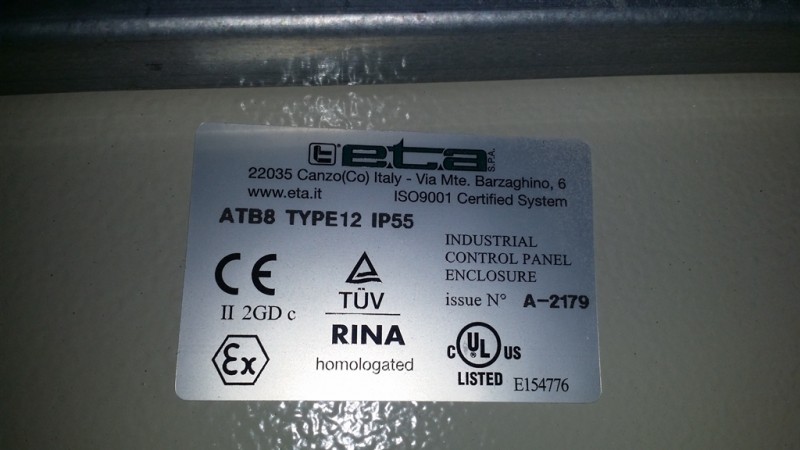 e.t.a S.P.A.
22035 Canzo(Co) Italy - Via Mte. Barzaghino, 6
www.eta.it ISO9001 Certified System
ATB8 TYPE12 IP55
INDUSTRIAL
CONTROL PANEL
ENCLOSURE
issue N° A-2179
CE
II 2GD c
Ex
TÜV
RINA
homologated
C UL US
LISTED E154776